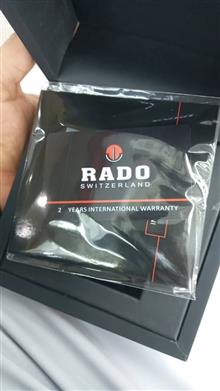 RADO
SWITZERLAND
2 YEARS INTERNATIONAL WARRANTY